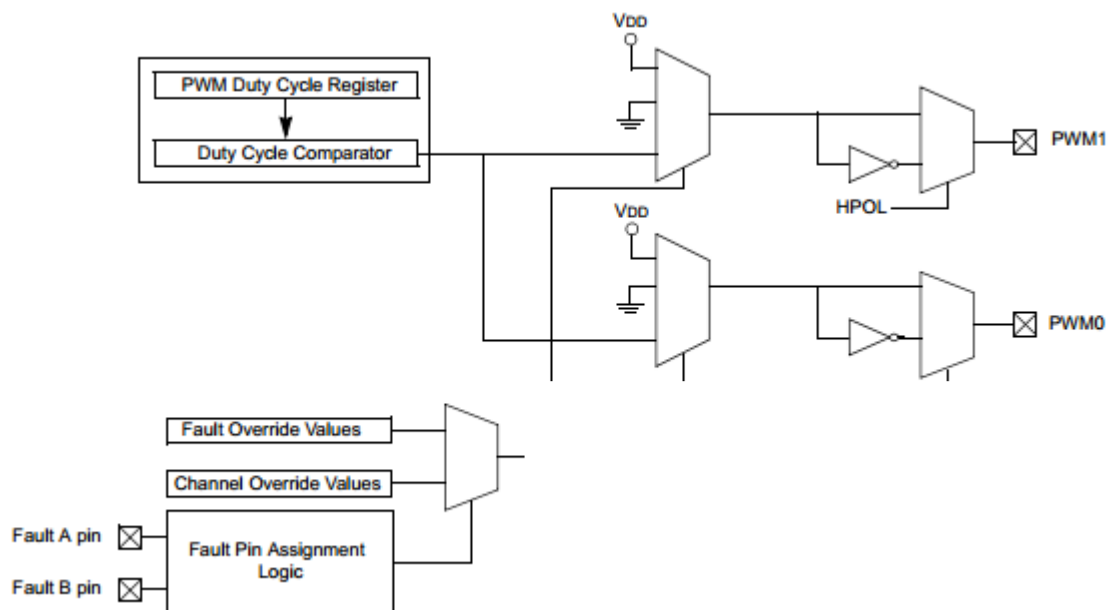 VDD
PWM Duty Cycle Register
Duty Cycle Comparator
PWM1
HPOL
VDD
PWM0
Fault Override Values
Channel Override Values
Fault A pin
Fault Pin Assignment
Logic
Fault B pin